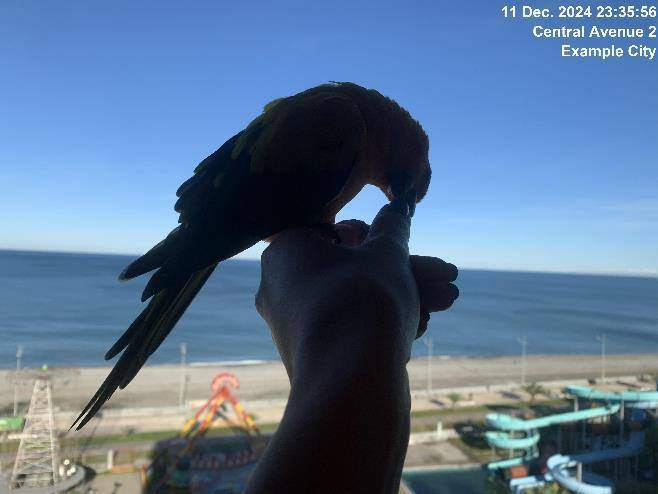 11 Dec. 2024 23:35:56
Central Avenue 2
Example City